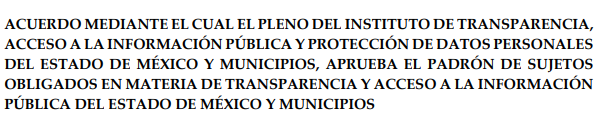 ACUERDO MEDIANTE EL CUAL EL PLENO DEL INSTITUTO DE TRANSPARENCIA,
ACCESO A LA INFORMACIÓN PÚBLICA Y PROTECCIÓN DE DATOS PERSONALES
DEL ESTADO DE MÉXICO Y MUNICIPIOS, APRUEBA EL PADRÓN DE SUJETOS
OBLIGADOS EN MATERIA DE TRANSPARENCIA Y ACCESO A LA INFORMACIÓN
PÚBLICA DEL ESTADO DE MÉXICO Y MUNICIPIOS